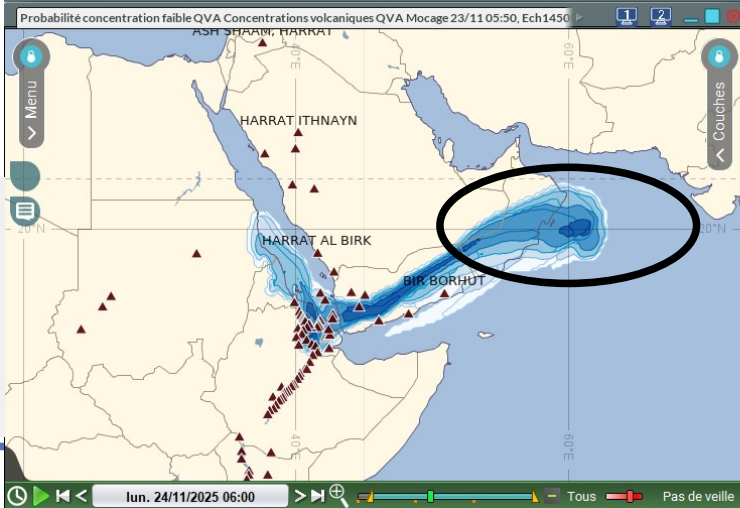 Probabilité concentration faible QVA Concentrations volcaniques QVA Mocage 23/11 05:50, Ech1450
1 2
ASH SHAAM, HARRAT
40°E
60°E
Menu
Couches
HARRAT ITHNAYN
20°N
20°N
HARRAT AL BIRK
BIR BORHUT
40°E
60°E
lun. 24/11/2025 06:00
Tous
Pas de veille